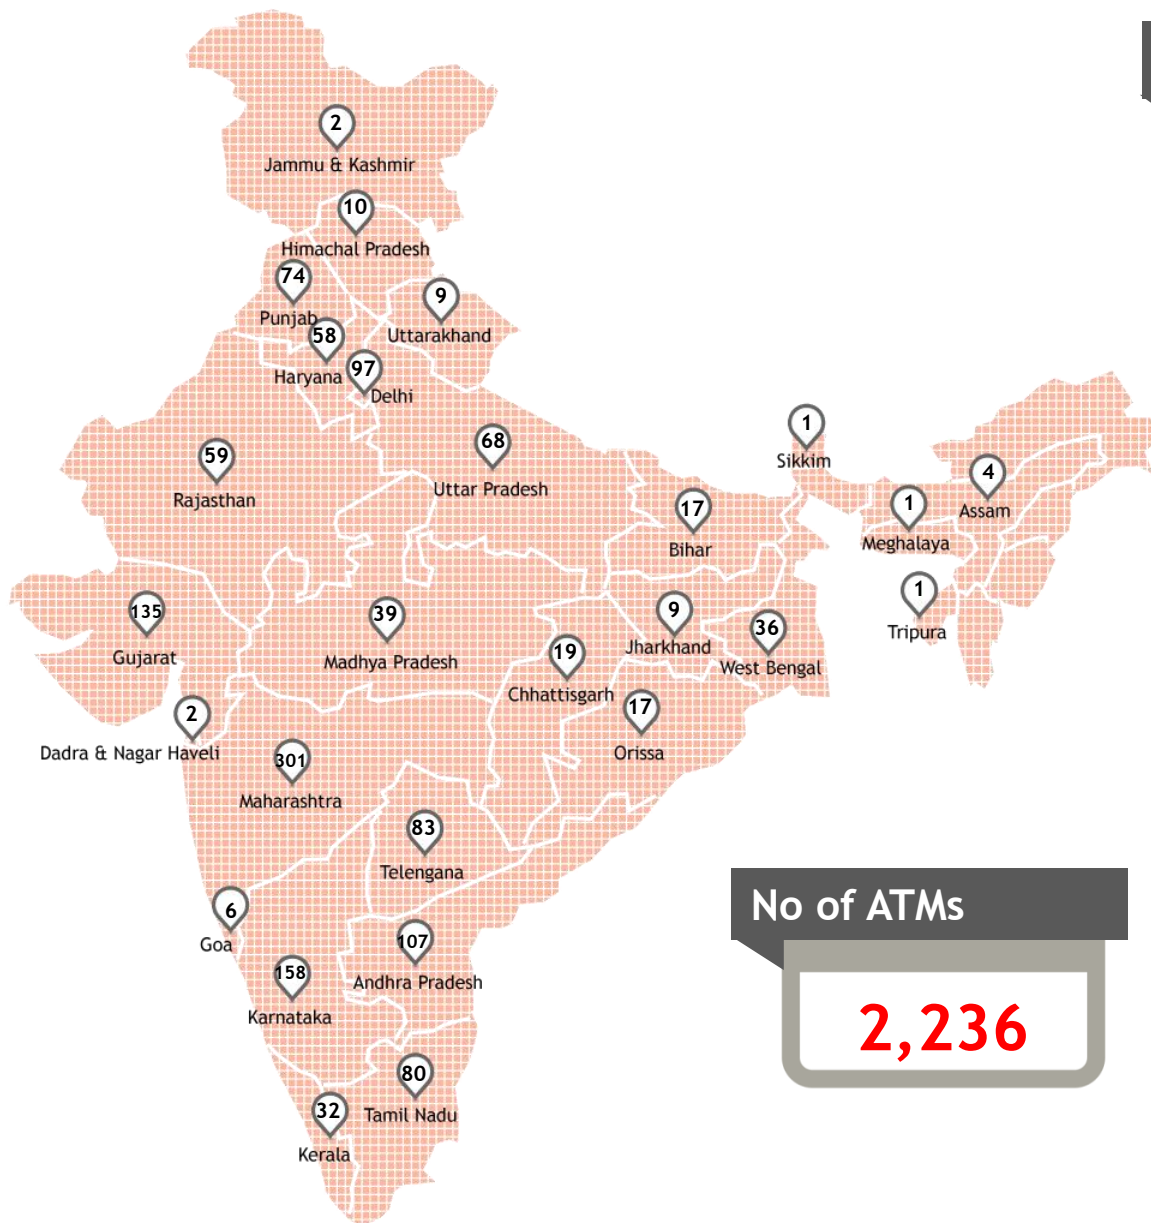 2
Jammu & Kashmir
10
Himachal Pradesh
74
Punjab
9
Uttarakhand
58
Haryana
97
Delhi
59
Rajasthan
68
Uttar Pradesh
1
Sikkim
4
Assam
1
Meghalaya
17
Bihar
1
Tripura
135
Gujarat
39
Madhya Pradesh
9
Jharkhand
36
West Bengal
19
Chhattisgarh
17
Orissa
2
Dadra & Nagar Haveli
301
Maharashtra
83
Telengana
6
Goa
107
Andhra Pradesh
158
Karnataka
80
Tamil Nadu
32
Kerala
No of ATMs
2,236